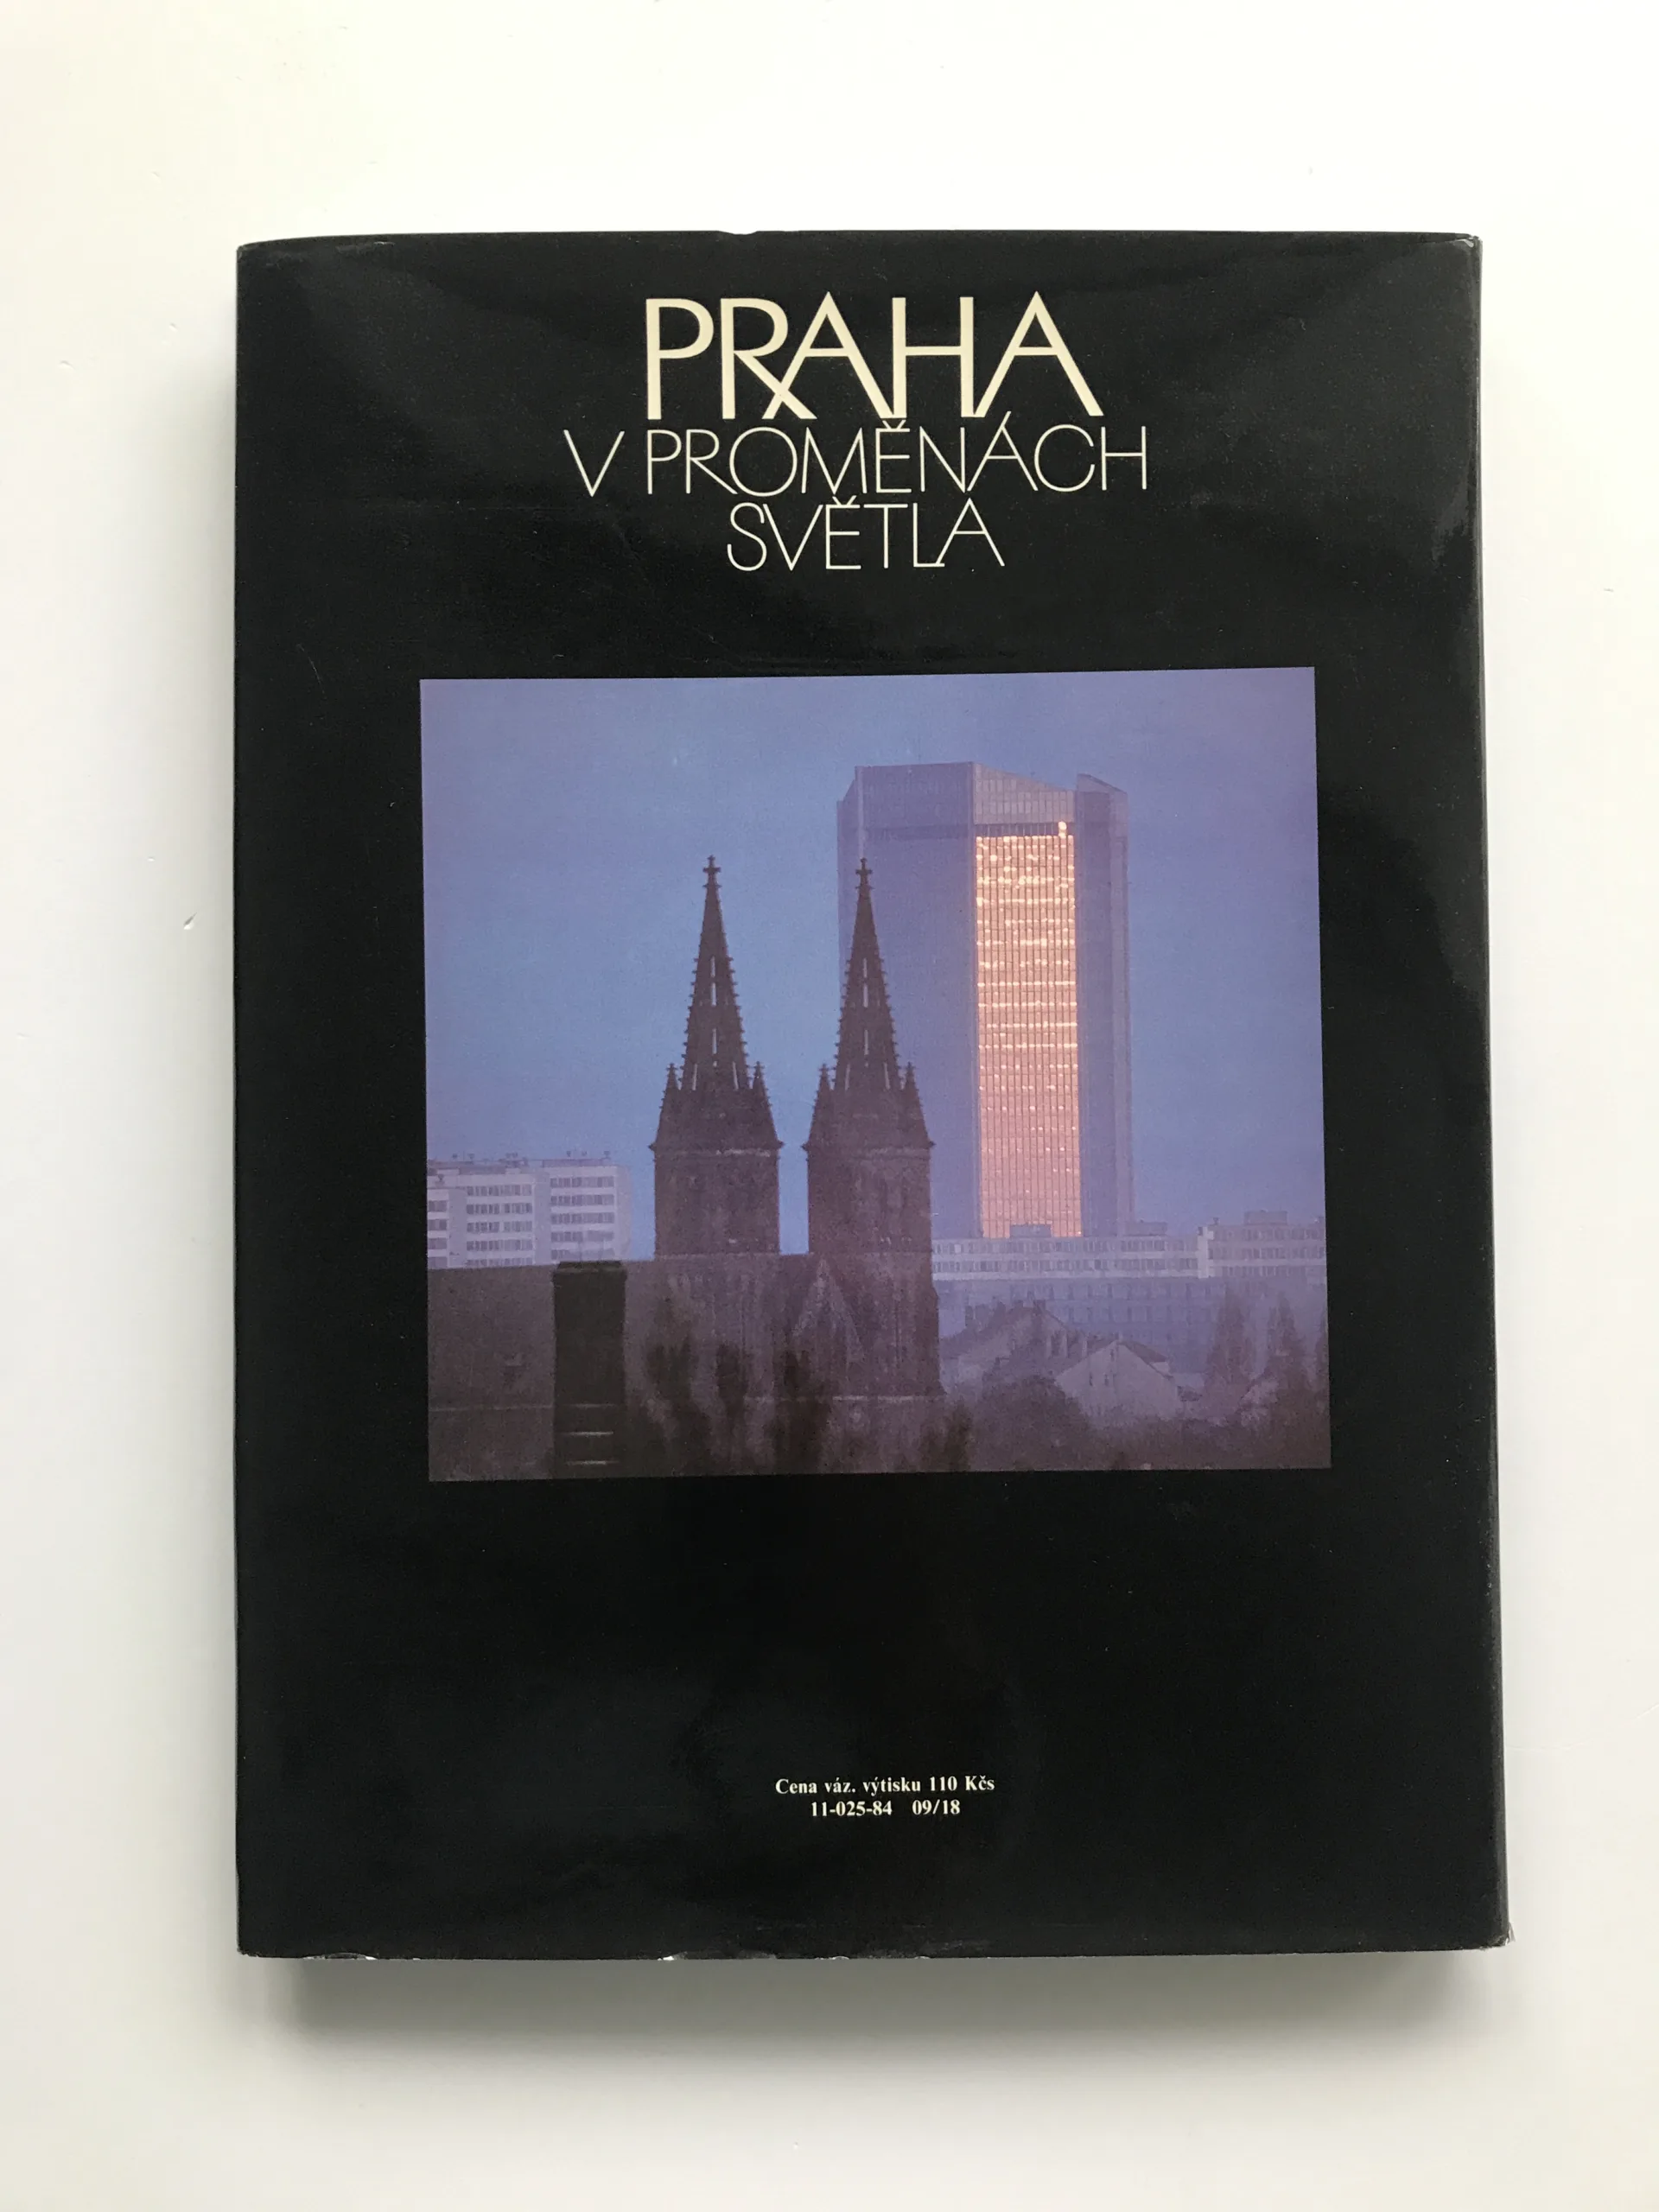 PRAHA
V PROMĚNÁCH
SVĚTLA
Cena váz. výtisku 110 Kčs
11-025-84 09/18